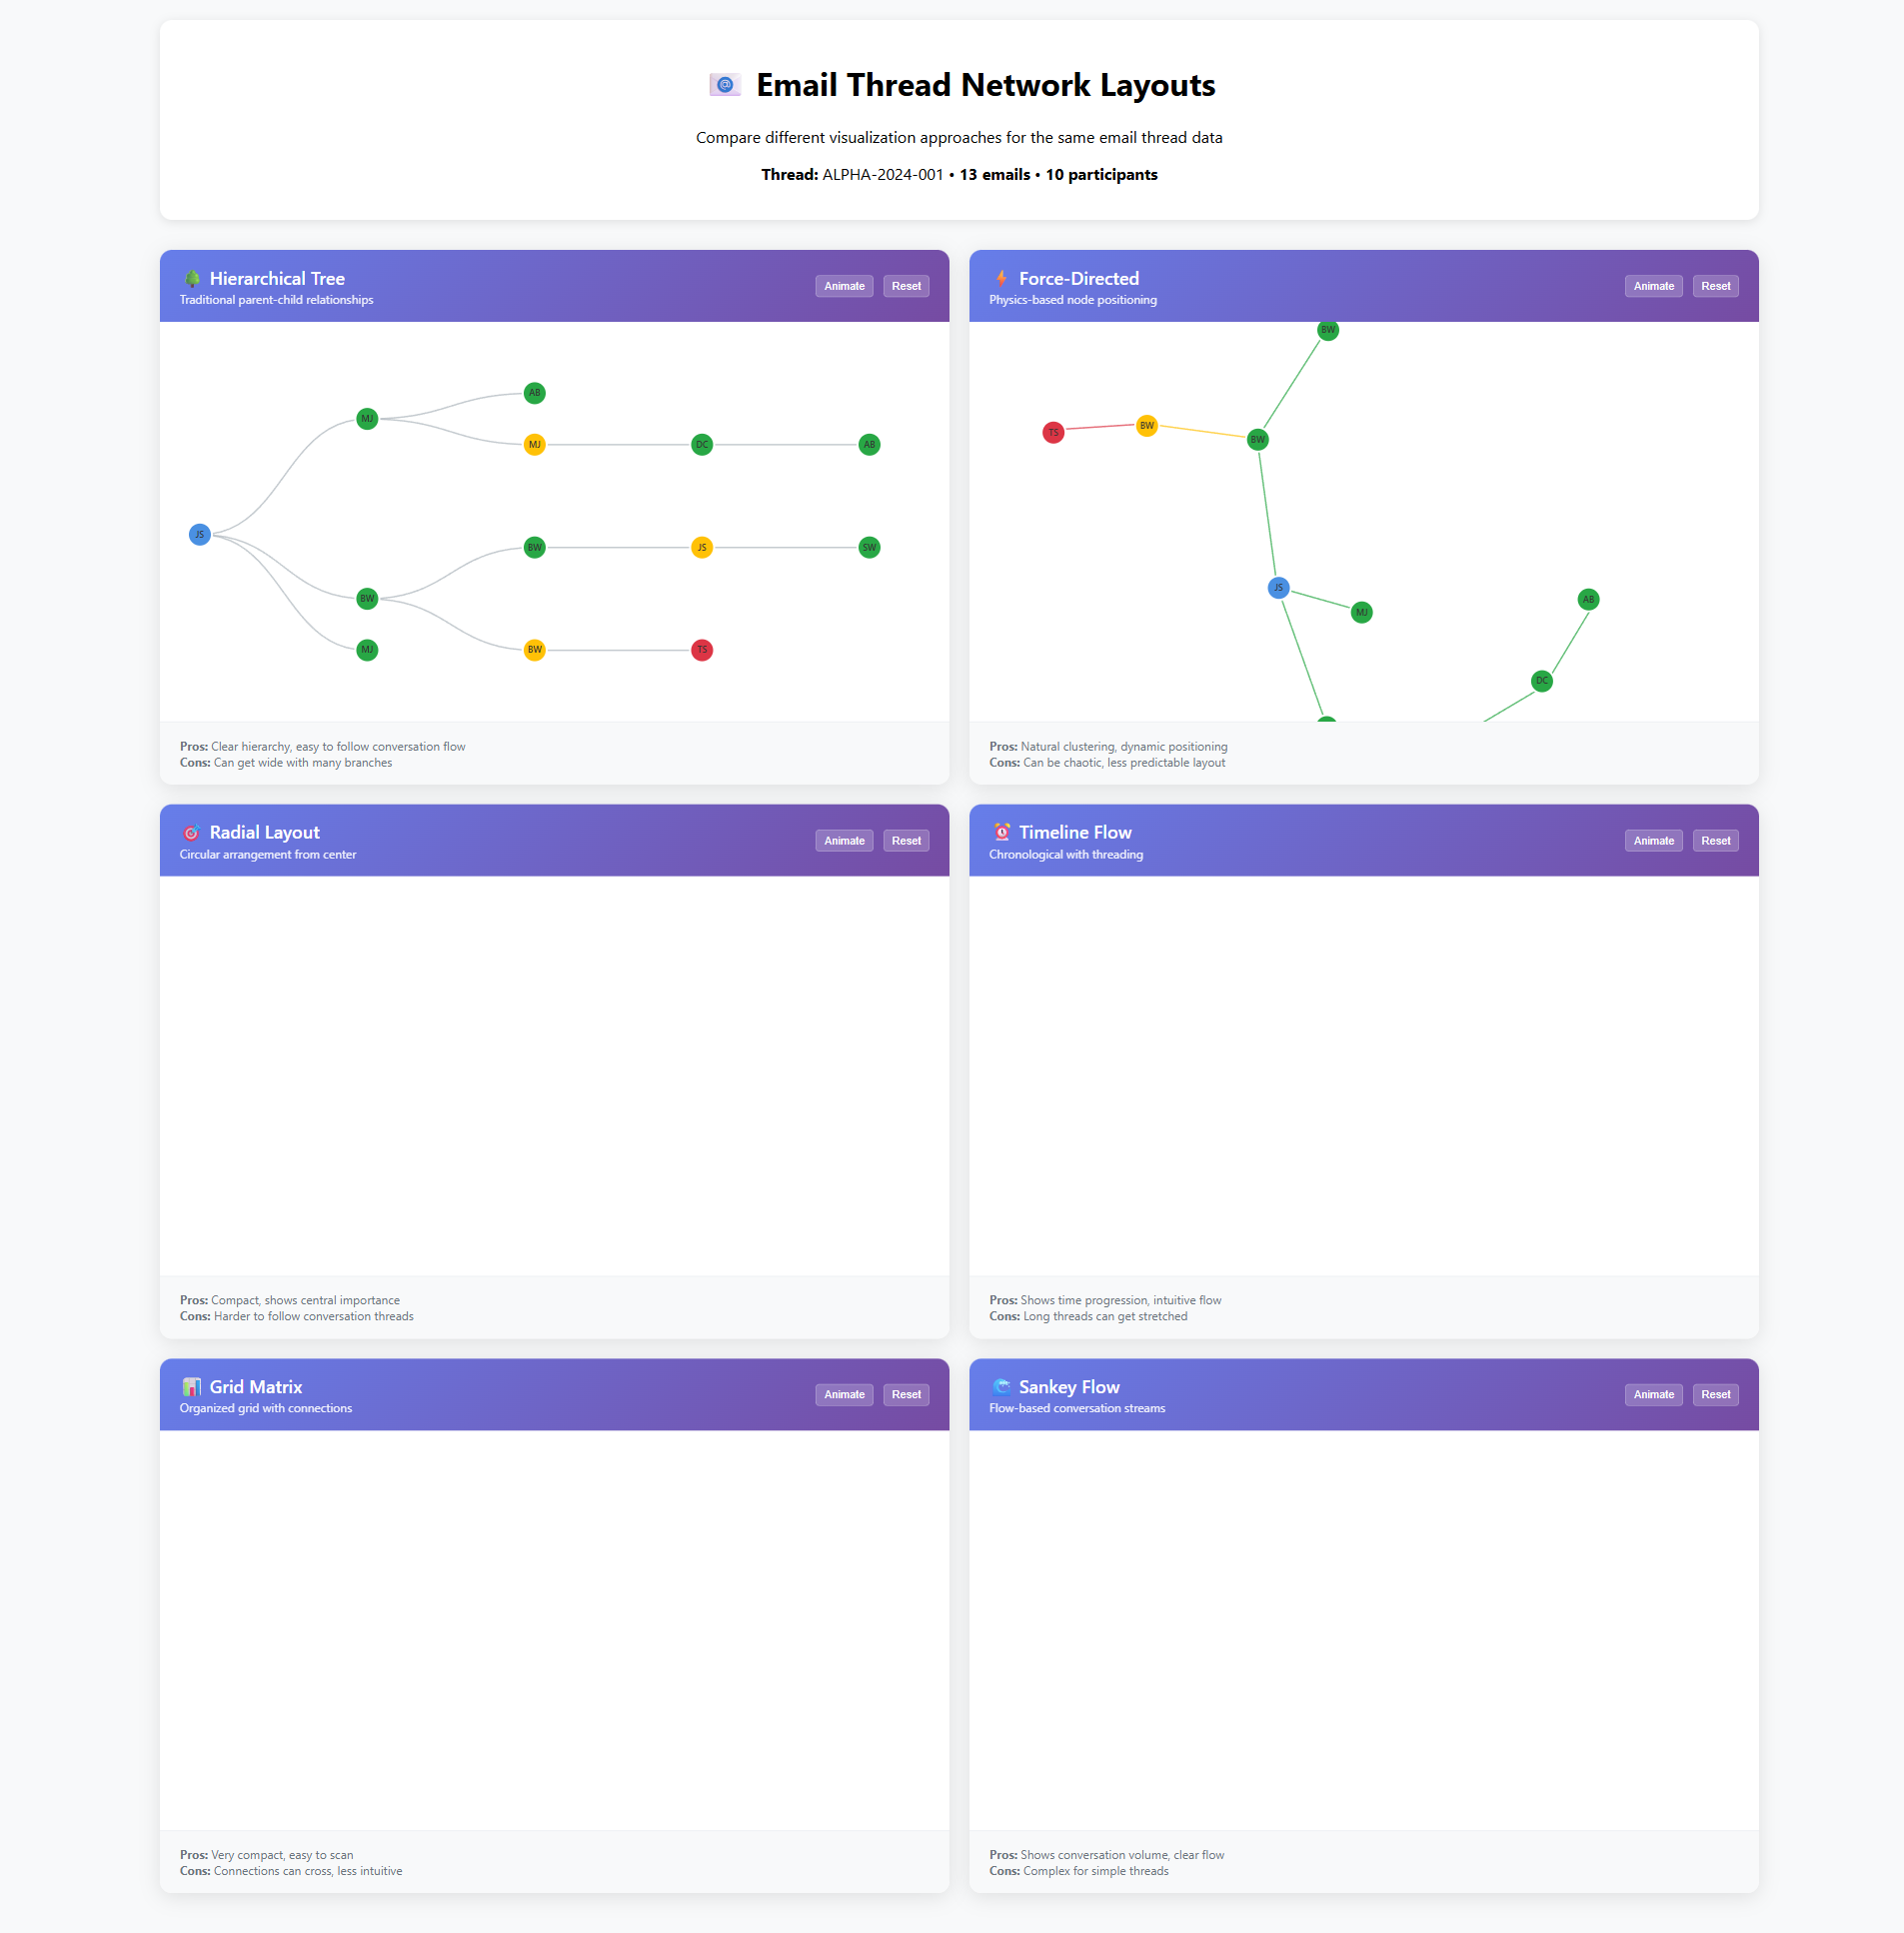 Email Thread Network Layouts
Compare different visualization approaches for the same email thread data
Thread: ALPHA-2024-001 • 13 emails • 10 participants
Hierarchical Tree
Traditional parent-child relationships
Animate
Reset
AB
MJ
MJ
DC
AB
JS
BW
JS
SW
BW
MJ
BW
TS
Pros: Clear hierarchy, easy to follow conversation flow
Cons: Can get wide with many branches
Force-Directed
Physics-based node positioning
Animate
Reset
BW
TS
BW
BW
JS
MJ
AB
DC
Pros: Natural clustering, dynamic positioning
Cons: Can be chaotic, less predictable layout
Radial Layout
Circular arrangement from center
Animate
Reset
Pros: Compact, shows central importance
Cons: Harder to follow conversation threads
Timeline Flow
Chronological with threading
Animate
Reset
Pros: Shows time progression, intuitive flow
Cons: Long threads can get stretched
Grid Matrix
Organized grid with connections
Animate
Reset
Pros: Very compact, easy to scan
Cons: Connections can cross, less intuitive
Sankey Flow
Flow-based conversation streams
Animate
Reset
Pros: Shows conversation volume, clear flow
Cons: Complex for simple threads